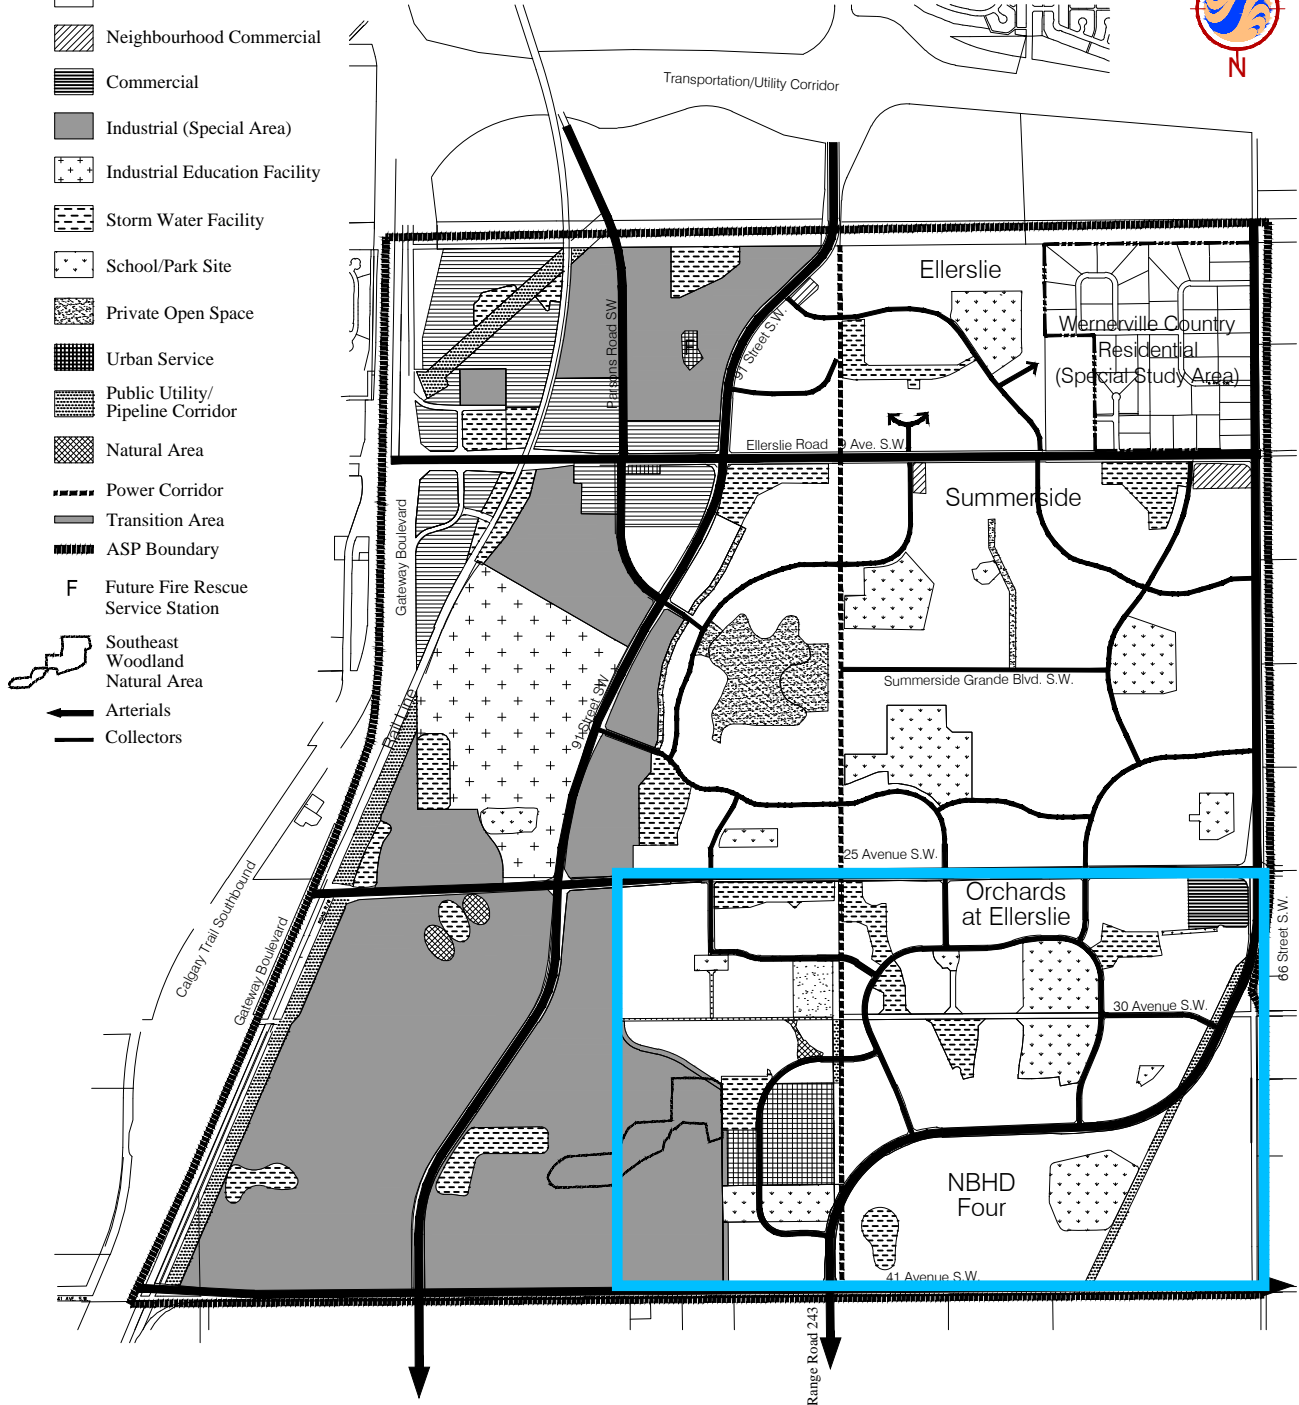 Neighbourhood Commercial
Commercial
Industrial (Special Area)
Industrial Education Facility
Storm Water Facility
School/Park Site
Private Open Space
Urban Service
Public Utility/
Pipeline Corridor
Natural Area
Power Corridor
Transition Area
ASP Boundary
F
Future Fire Rescue
Service Station
Southeast
Woodland
Natural Area
Arterials
Collectors
N
Transportation/Utility Corridor
Ellerslie
Wernerville Country
Residential
(Special Study Area)
Parsons Road SW
91 Street S.W.
F
Ellerslie Road 9 Ave. S.W.
Summerside
Gateway Boulevard
Summerside Grande Blvd. S.W.
Rail Line
91 Street SW
25 Avenue S.W.
Orchards
at Ellerslie
Calgary Trail Southbound
Gateway Boulevard
66 Street S.W.
30 Avenue S.W.
NBHD
Four
41 Avenue S.W.
41 AVE. S.W.
Range Road 243